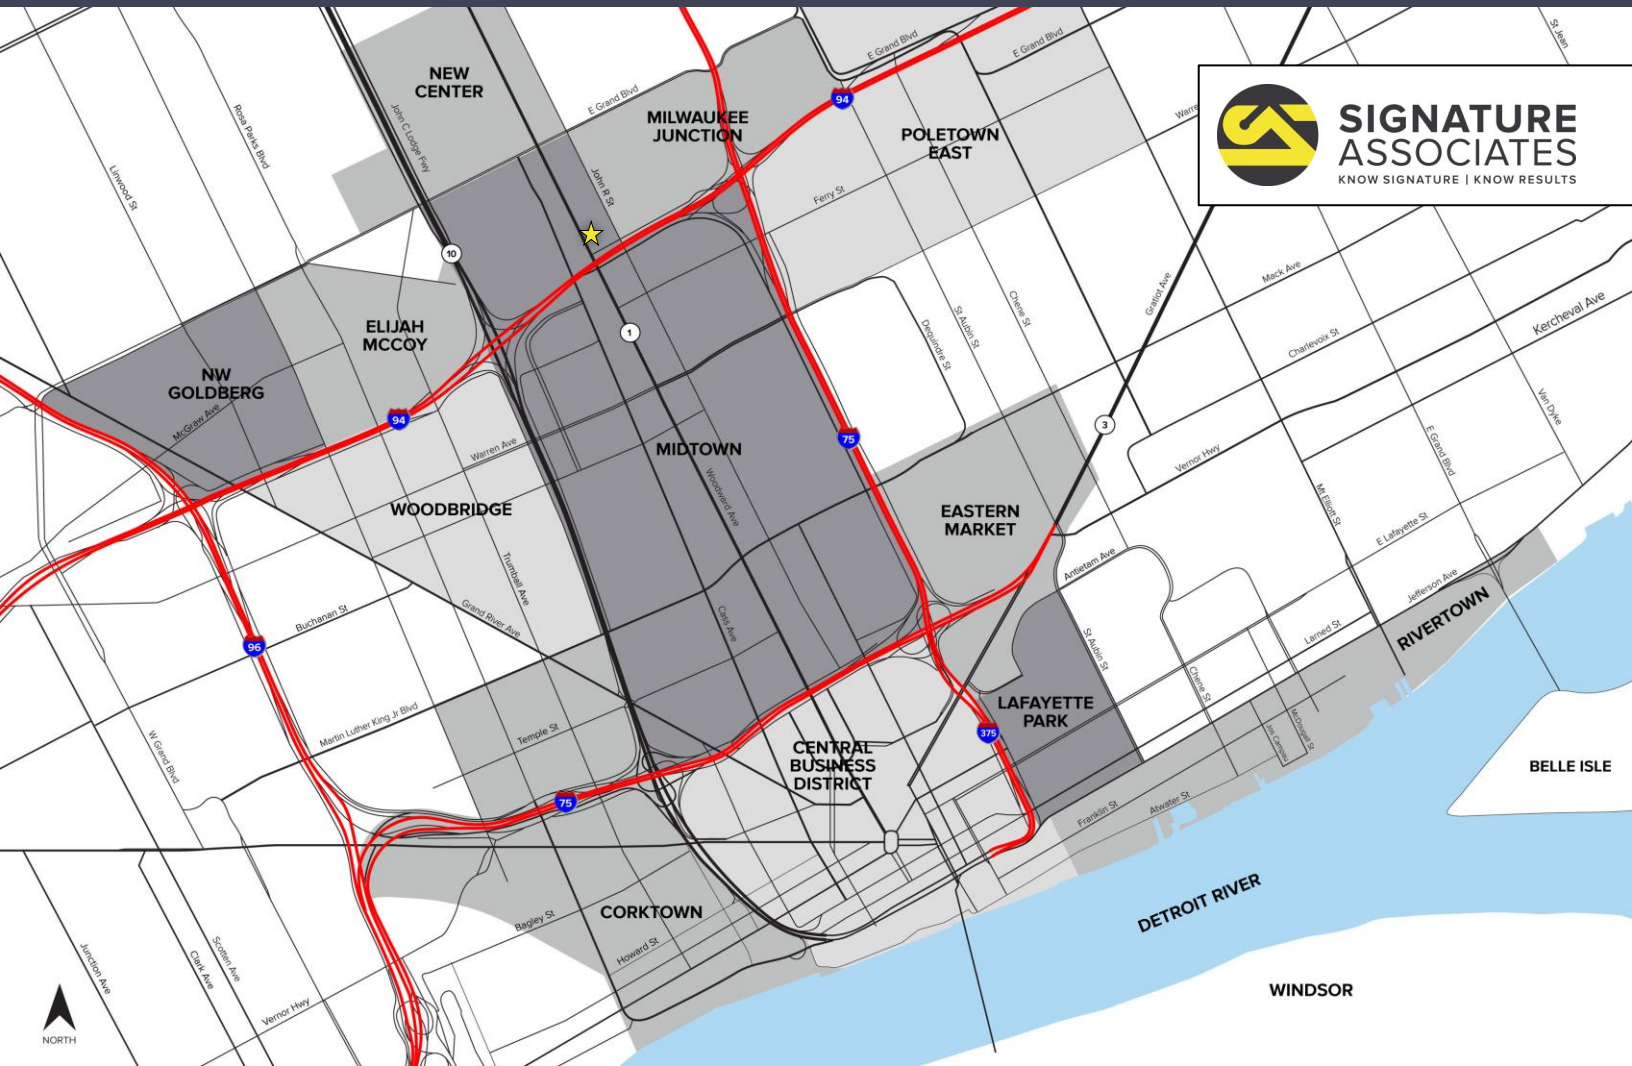 St Jean
E Grand Blvd
E Grand Blvd
NEW
CENTER
E Grand Blvd
94
John C Lodge Fwy
Rosa Parks Blvd
MILWAUKEE
JUNCTION
POLETOWN
EAST
SIGNATURE
ASSOCIATES
KNOW SIGNATURE | KNOW RESULTS
Linwood St
John R St
Ferry St
10
Mack Ave
Gratiot Ave
Chene St
St Aubin St
Dequindre St
Kercheval Ave
Charlevoix St
1
ELIJAH
MCCOY
NW
GOLDBERG
McGraw Ave
94
Van Dyke
3
75
Warren Ave
MIDTOWN
E Grand Blvd
Vernor Hwy
Woodward Ave
Mt Elliott St
WOODBRIDGE
EASTERN
MARKET
E Lafayette St
Antietam Ave
Trumball Ave
Jefferson Ave
RIVERTOWN
Buchanan St
Grand River Ave
Cass Ave
Larned St
St Aubin St
96
Chene St
LAFAYETTE
PARK
Martin Luther King Jr Blvd
Temple St
375
McDougall St
Jos Campau
W Grand Blvd
CENTRAL
BUSINESS
DISTRICT
BELLE ISLE
75
Atwater St
Franklin St
DETROIT RIVER
CORKTOWN
Bagley St
Howard St
Junction Ave
Clark Ave
Scotten Ave
Vernor Hwy
WINDSOR
NORTH